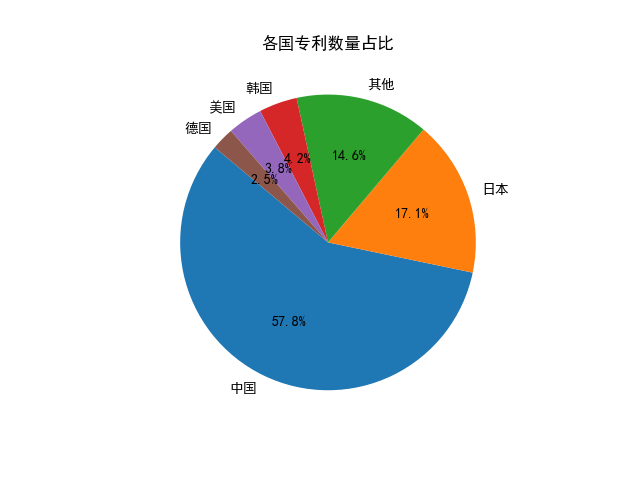 各国专利数量占比
其他
韩国
美国
德国
日本
中国
14.6%
4.2%
3.8%
2.5%
17.1%
57.8%